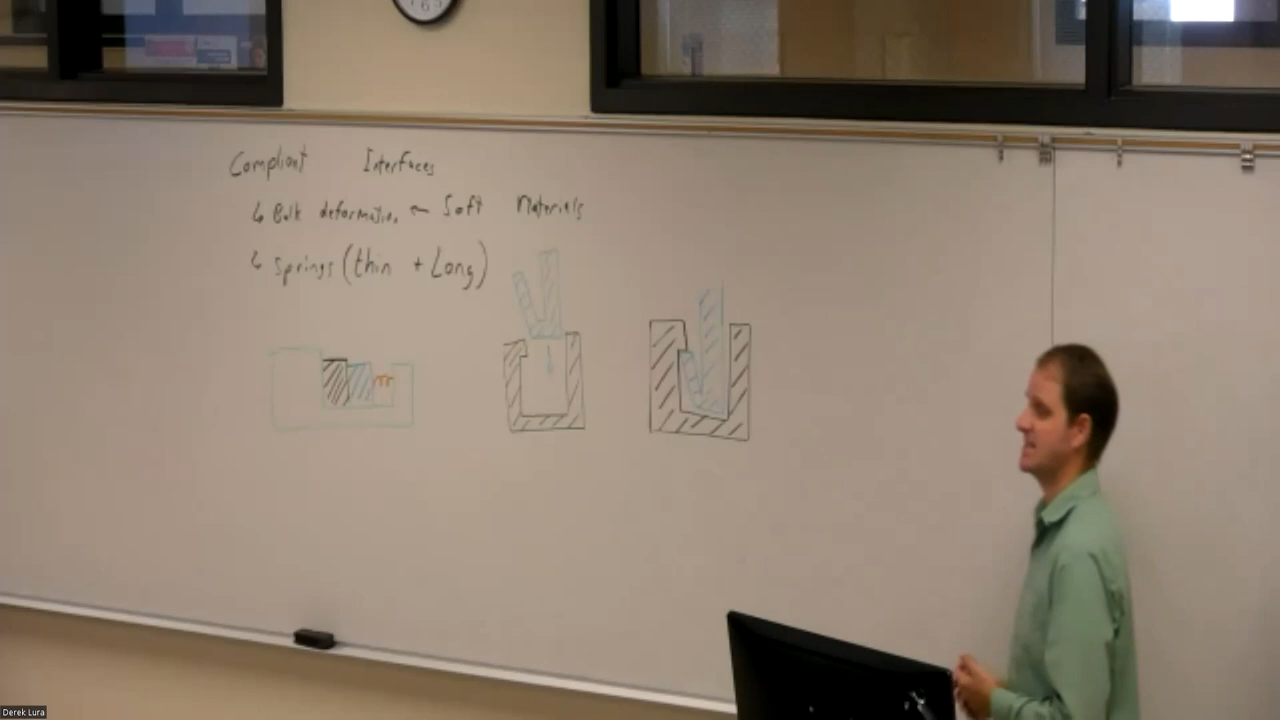 Compliant Interfaces
↳ Bulk deformation ← Soft Materials
↳ Springs (thin + Long)
Derek Lura